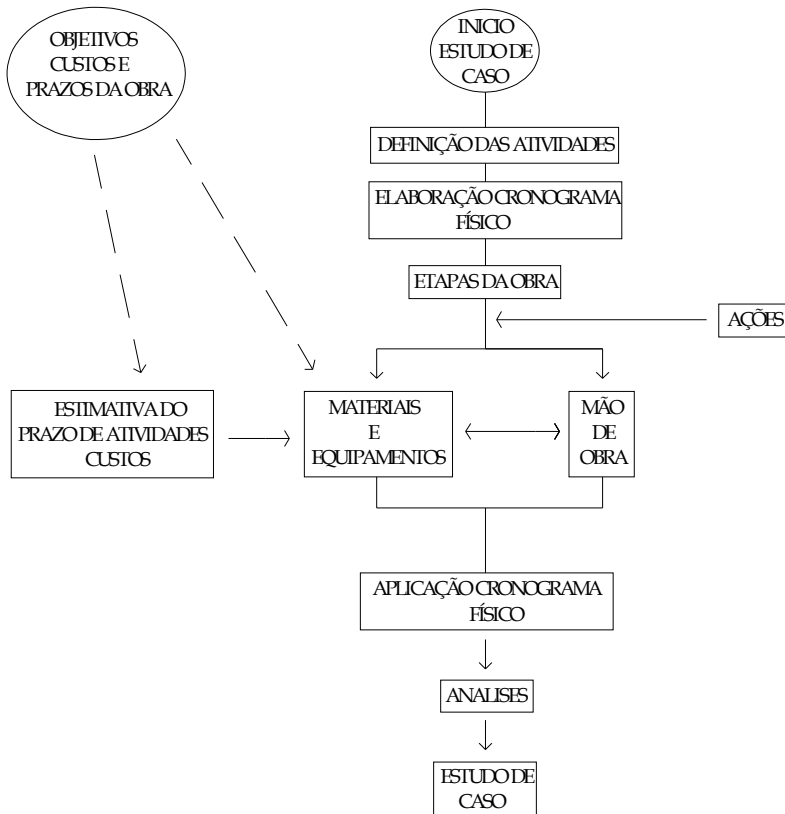 OBJETIVOS
CUSTOS E
PRAZOS DA OBRA
INICIO
ESTUDO DE
CASO
DEFINIÇÃO DAS ATIVIDADES
ELABORAÇÃO CRONOGRAMA
FÍSICO
ETAPAS DA OBRA
AÇÕES
ESTIMATIVA DO
PRAZO DE ATIVIDADES
CUSTOS
MATERIAIS
E
EQUIPAMENTOS
MÃO
DE
OBRA
APLICAÇÃO CRONOGRAMA
FÍSICO
ANALISES
ESTUDO DE
CASO